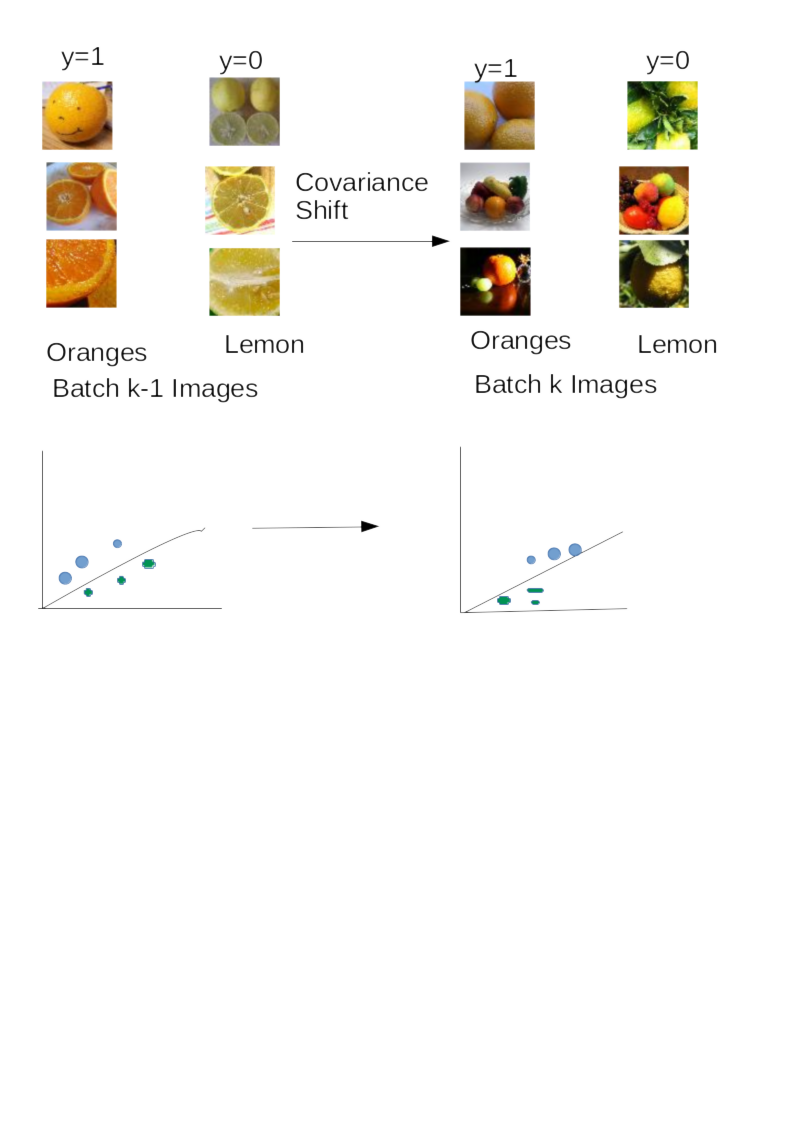 y=1
y=0
y=1
y=0
Covariance
Shift
Oranges
Lemon
Oranges
Lemon
Batch k-1 Images
Batch k Images